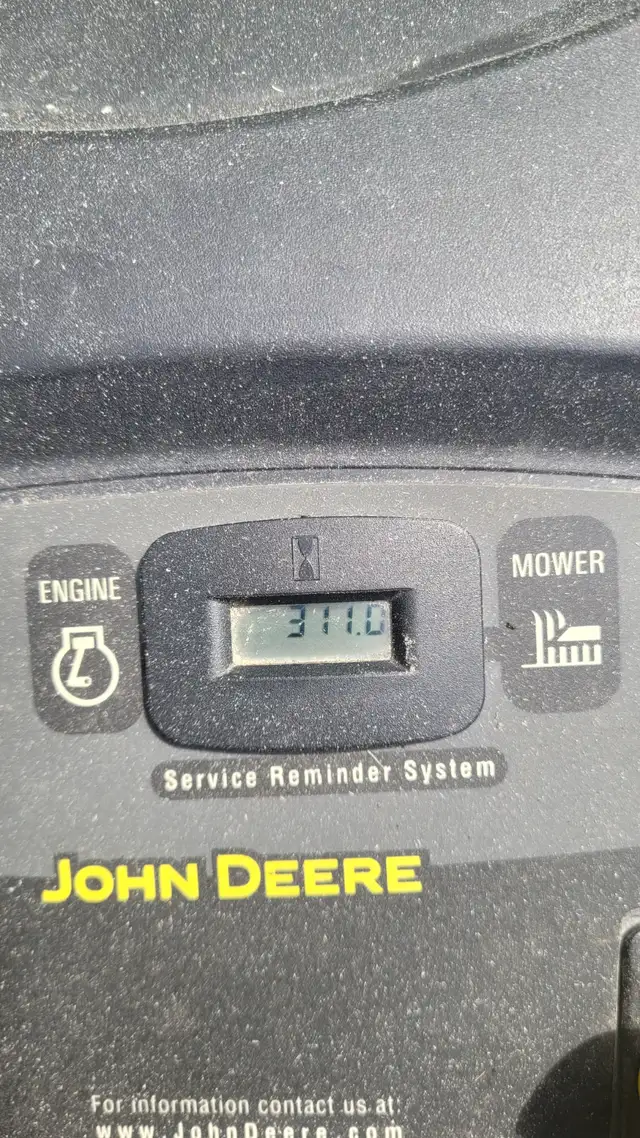 ENGINE
311.0
MOWER
Service Reminder System
JOHN DEERE
For information contact us at:
www.JohnDeere.com